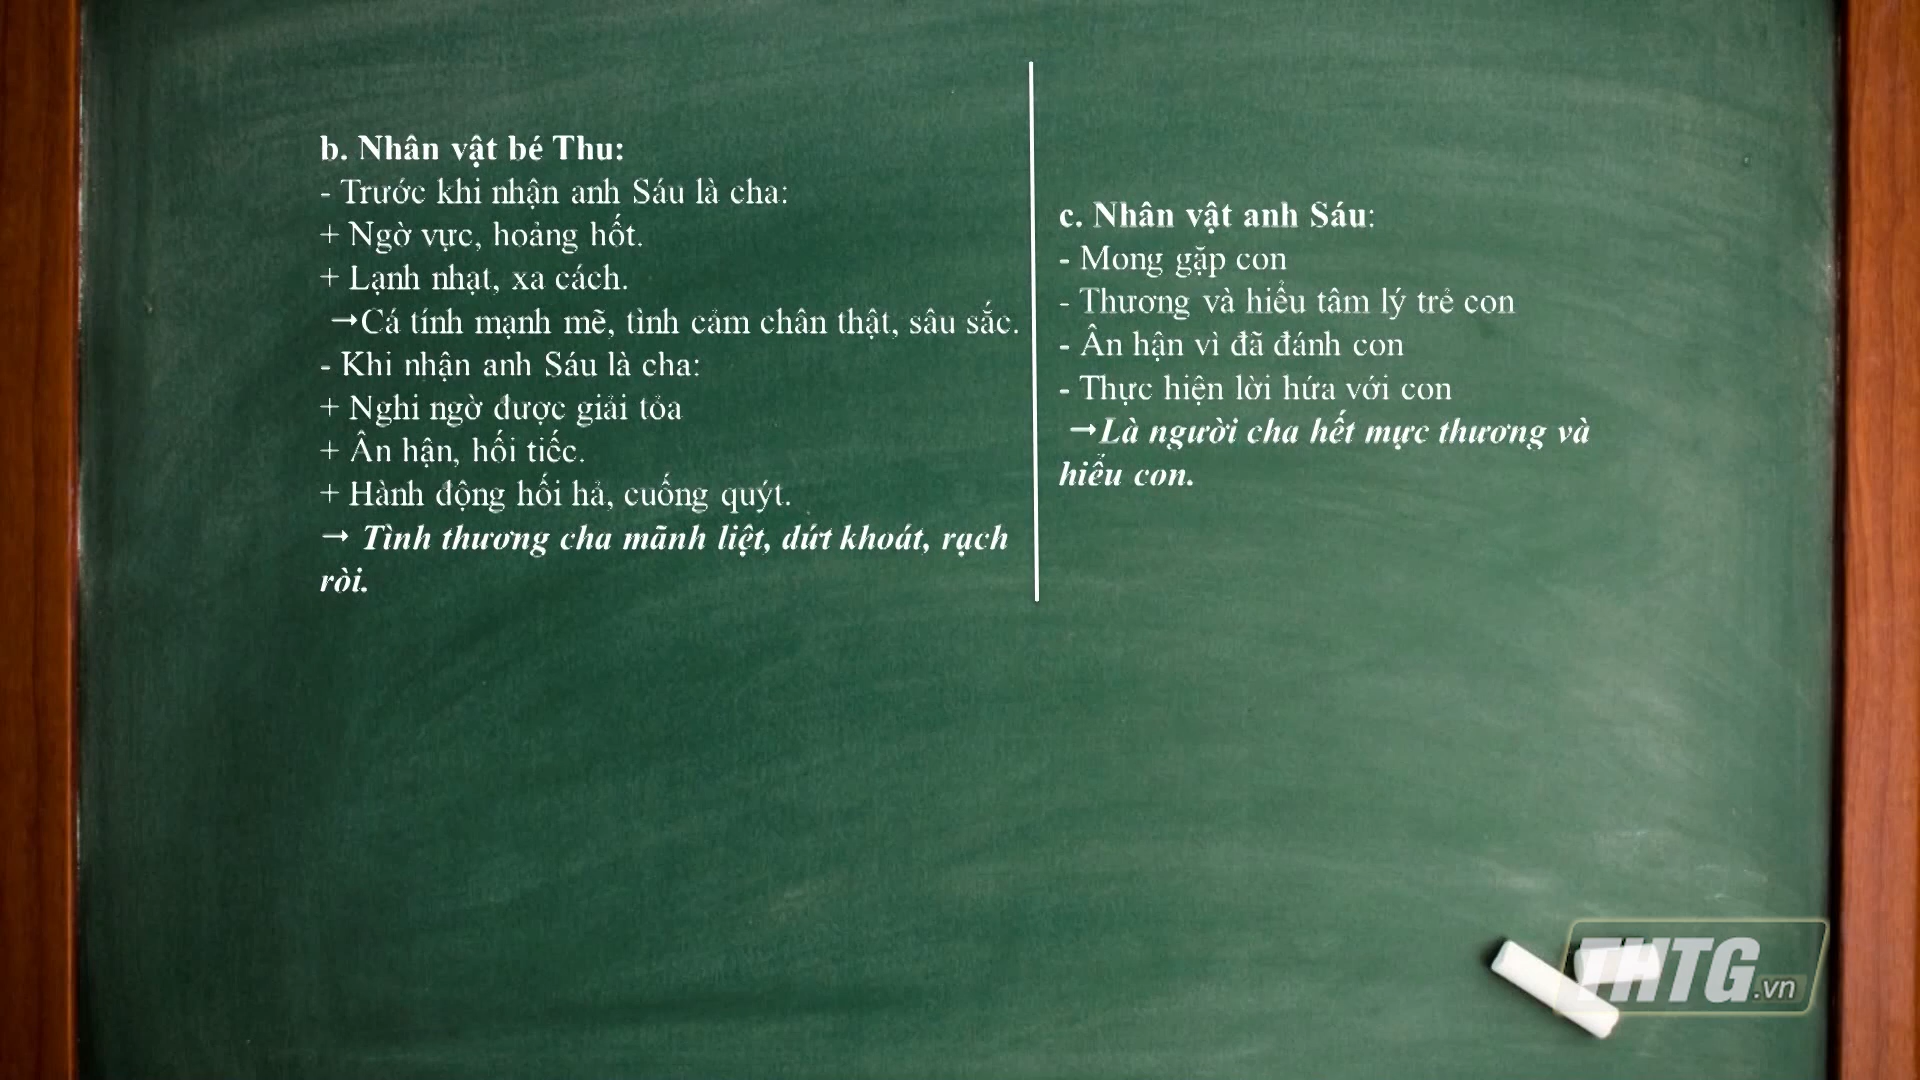 b. Nhân vật bé Thu:
- Trước khi nhận anh Sáu là cha:
+ Ngờ vực, hoảng hốt.
+ Lạnh nhạt, xa cách.
→Cá tính mạnh mẽ, tình cảm chân thật, sâu sắc.
- Khi nhận anh Sáu là cha:
+ Nghi ngờ được giải tỏa
+ Ân hận, hối tiếc.
+ Hành động hối hả, cuống quýt.
→ Tình thương cha mãnh liệt, dứt khoát, rạch
ròi.
c. Nhân vật anh Sáu:
- Mong gặp con
- Thương và hiểu tâm lý trẻ con
- Ân hận vì đã đánh con
- Thực hiện lời hứa với con
→Là người cha hết mực thương và
hiểu con.
THTG.vn